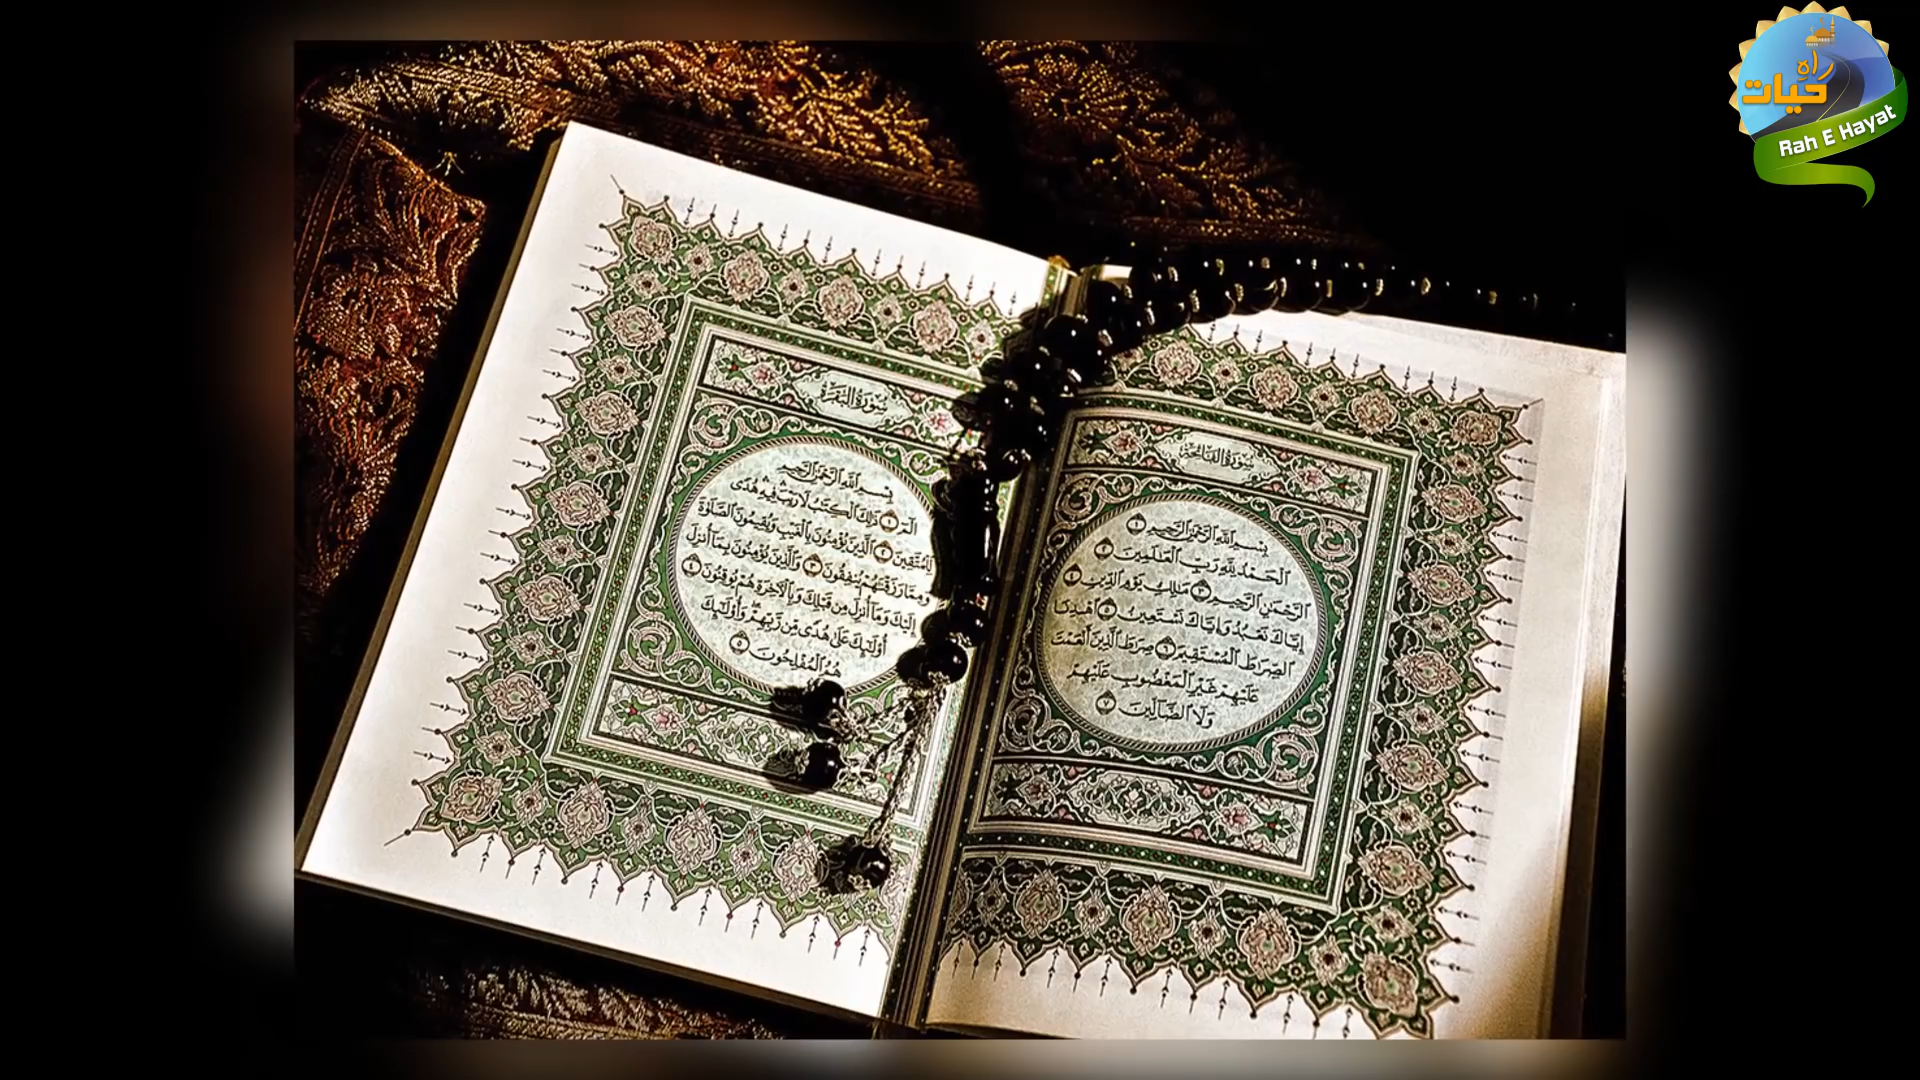 راہِ
حیات
Rah E Hayat
سورة الفاتحة
بسم الله الرحمن الرحيم ١
الحمد لله رب العلمين ٢
الرحمن الرحيم ٣ ملك يوم الدين ٤
إياك نعبد وإياك نستعين ٥ اهدنا
الصراط المستقيم ٦ صراط الذين أنعمت
عليهم غير المغضوب عليهم
ولا الضالين ٧
سورة البقرة
بسم الله الرحمن الرحيم
الم ١ ذلك الكتب لا ريب فيه هدى
للمتقين ٢ الذين يؤمنون بالغيب ويقيمون الصلوة
ومما رزقنهم ينفقون ٣ والذين يؤمنون بما أنزل
إليك وما أنزل من قبلك وبالآخرة هم يوقنون ٤
أولئك على هدى من ربهم وأولئك
هم المفلحون ٥